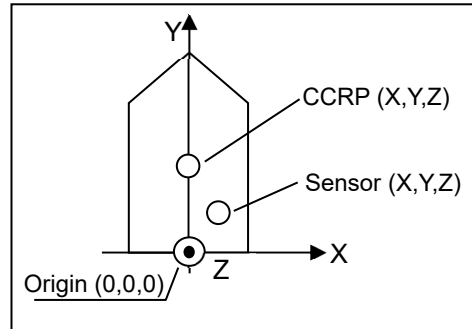 Y
CCRP (X,Y,Z)
Sensor (X,Y,Z)
X
Z
Origin (0,0,0)